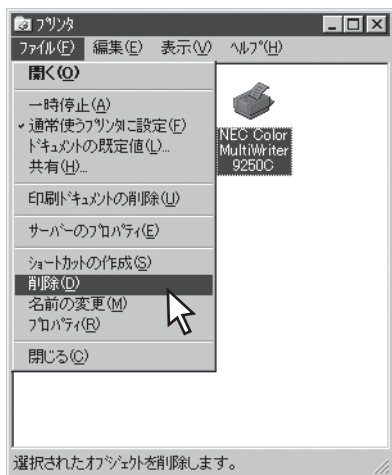 プリンタ
ファイル(F) 編集(E) 表示(V) ヘルプ(H)
開く(O)
一時停止(A)
通常使うプリンタに設定(F)
ドキュメントの既定値(L)...
共有(H)...
印刷ドキュメントの削除(U)
サーバーのプロパティ(E)
ショートカットの作成(S)
削除(D)
名前の変更(M)
プロパティ(R)
閉じる(C)
NEC Color
MultiWriter
9250C
選択されたオブジェクトを削除します。